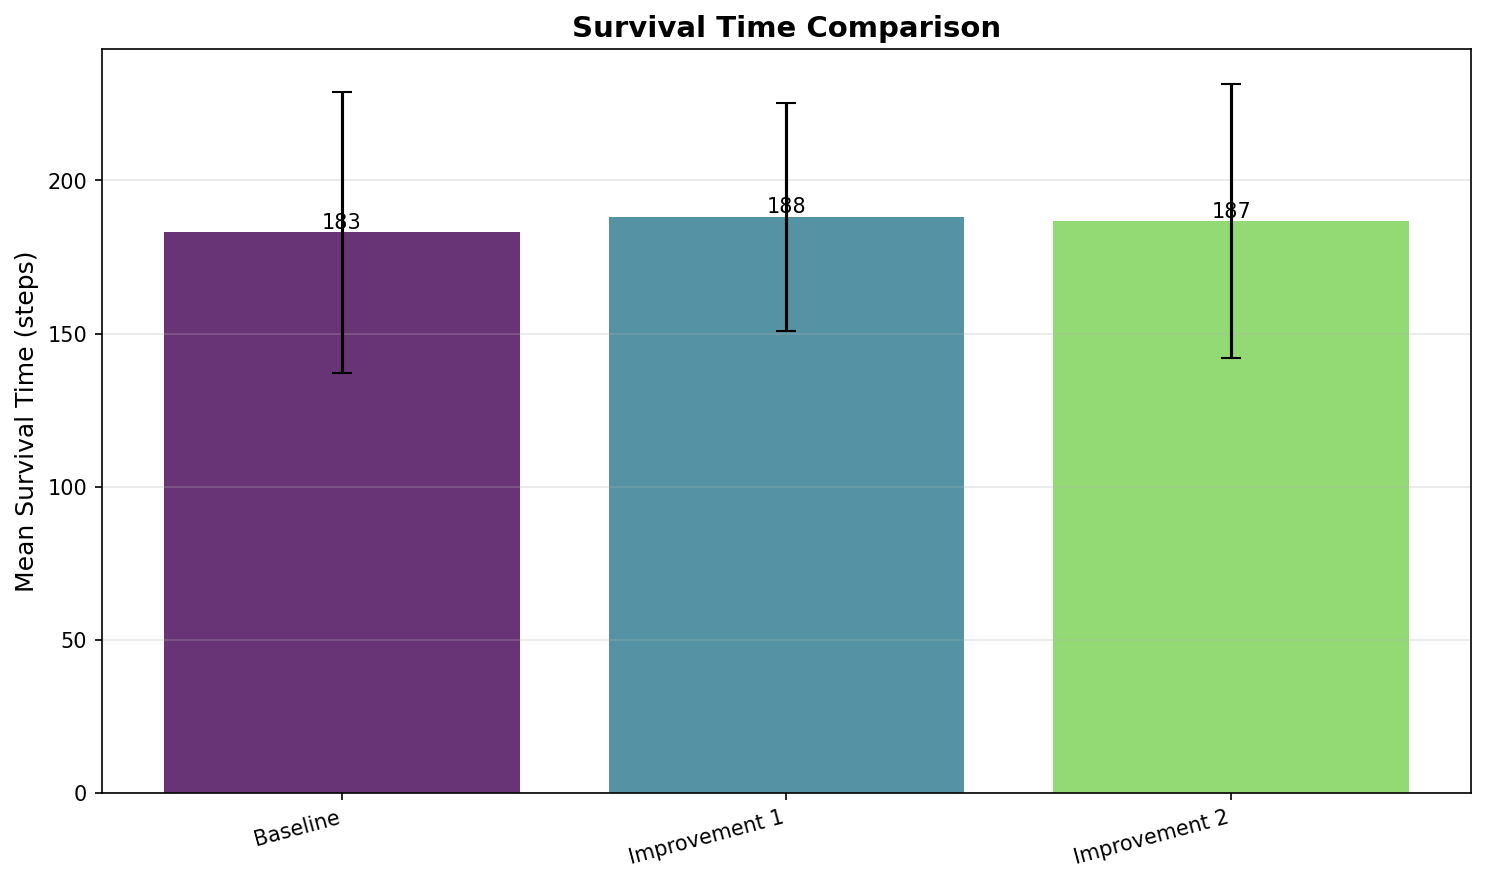 Survival Time Comparison
Mean Survival Time (steps)
200
150
100
50
0
183
188
187
Baseline
Improvement 1
Improvement 2